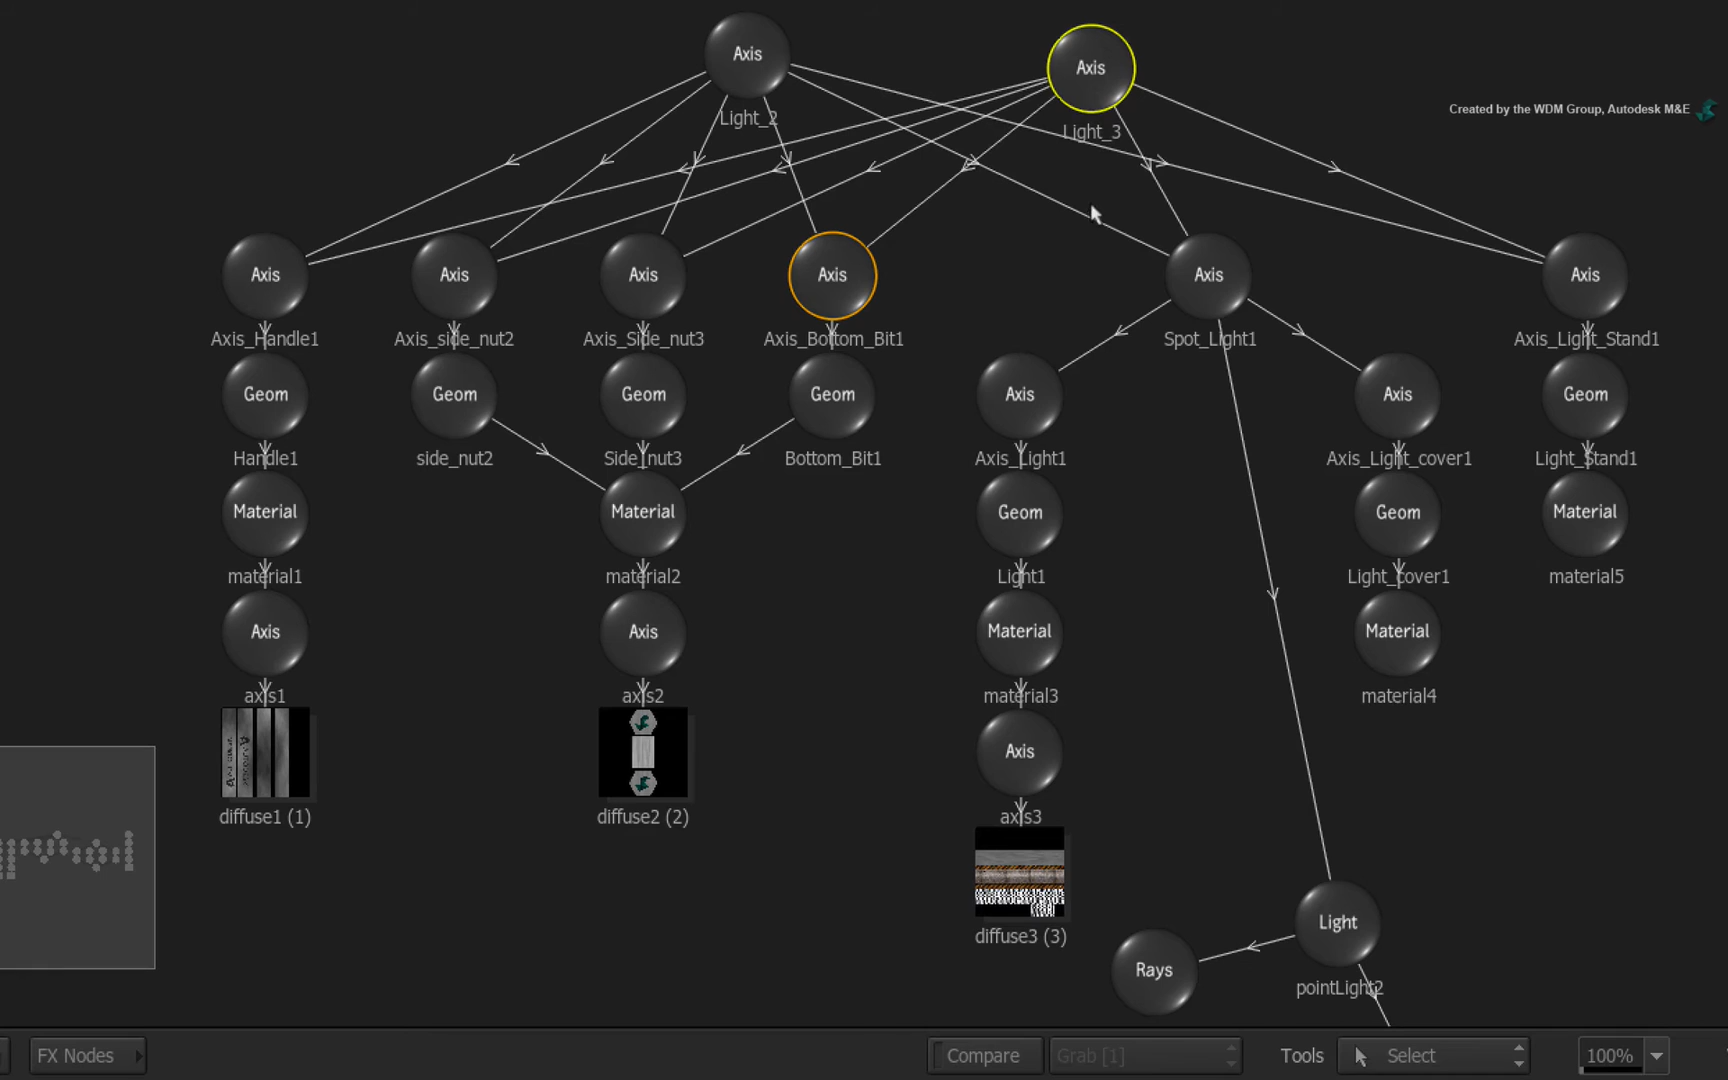 Axis
Axis
Created by the WDM Group, Autodesk M&E
Light_2
Light_3
Axis
Axis
Axis
Axis
Axis
Axis
Axis_Handle1
Axis_side_nut2
Axis_Side_nut3
Axis_Bottom_Bit1
Spot_Light1
Axis_Light_Stand1
Geom
Geom
Geom
Geom
Axis
Axis
Geom
Handle1
side_nut2
Side_nut3
Bottom_Bit1
Axis_Light1
Axis_Light_cover1
Light_Stand1
Material
Material
Geom
Geom
Material
material1
material2
Light1
Light_cover1
material5
Axis
Axis
Material
Material
axis1
axis2
material3
material4
Axis
diffuse1 (1)
diffuse2 (2)
axis3
Light
diffuse3 (3)
Rays
pointLight2
FX Nodes
Compare
Grab [1]
Tools
Select
100%